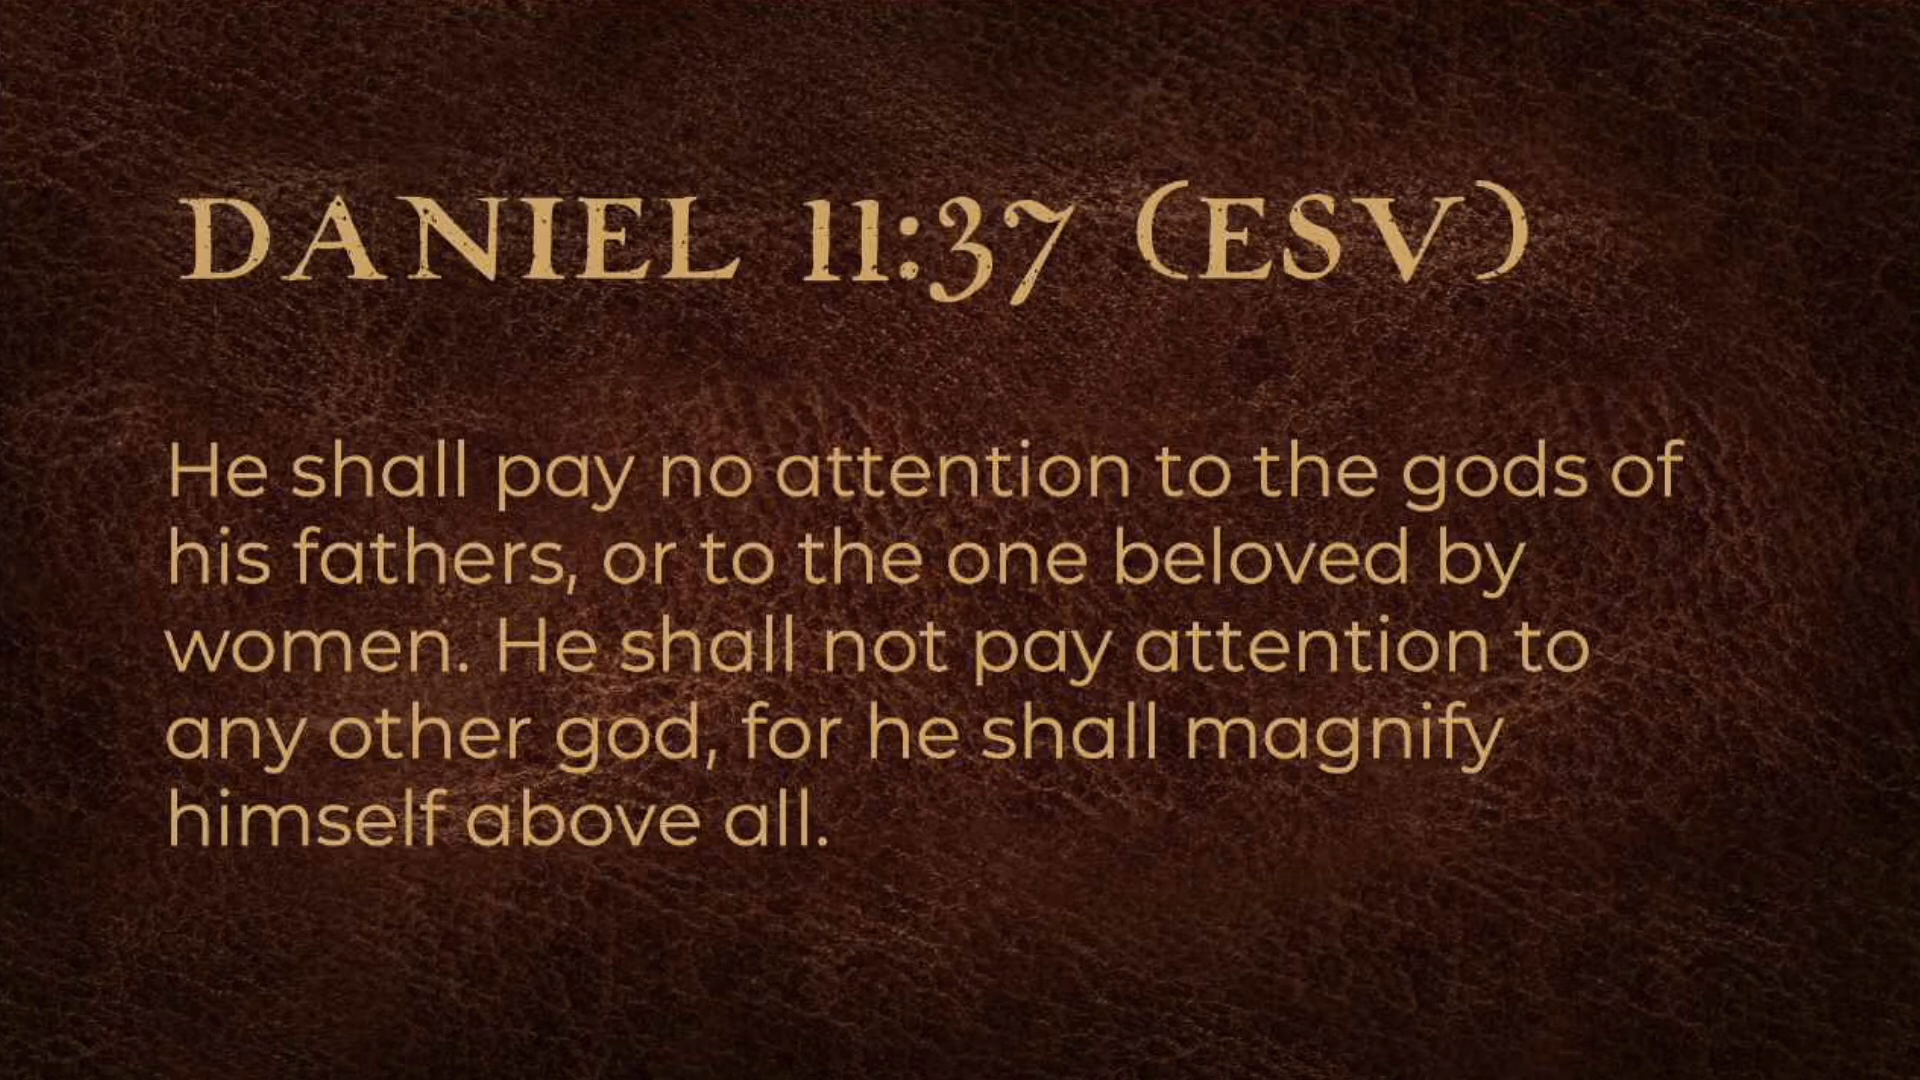 DANIEL 11:37 (ESV)
He shall pay no attention to the gods of
his fathers, or to the one beloved by
women. He shall not pay attention to
any other god, for he shall magnify
himself above all.